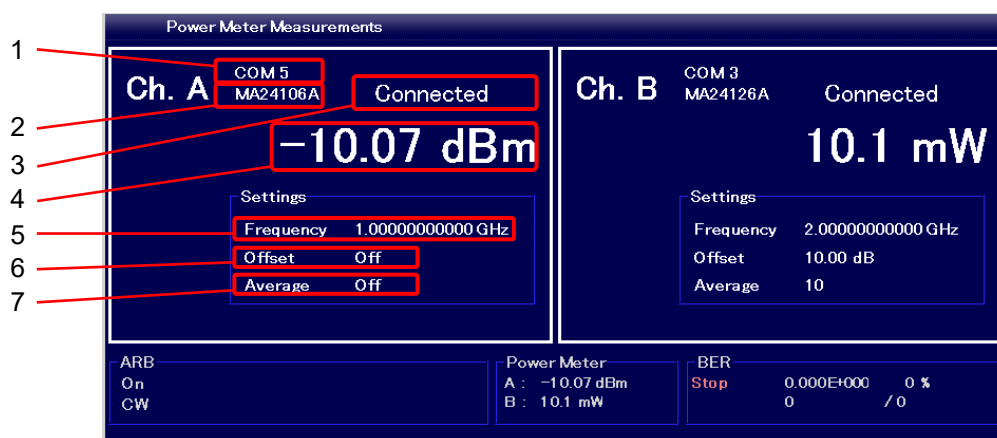 Power Meter Measurements
1
2
3
4
5
6
7
Ch. A
COM 5
MA24106A
Connected
−10.07 dBm
Settings
Frequency 1.00000000000 GHz
Offset Off
Average Off
Ch. B
COM 3
MA24126A
Connected
10.1 mW
Settings
Frequency 2.00000000000 GHz
Offset 10.00 dB
Average 10
ARB
On
CW
Power Meter
A : −10.07 dBm
B : 10.1 mW
BER
Stop 0.000E+000 0 %
0 / 0